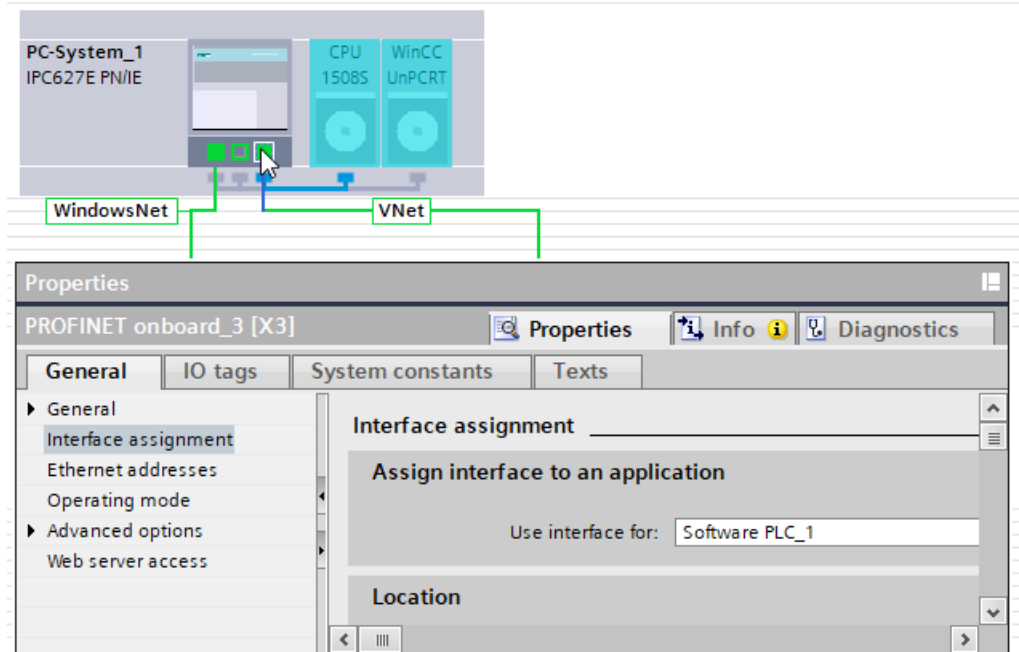 PC-System_1
IPC627E PN/IE
CPU
1508S
WinCC
UnPCRT
WindowsNet
VNet
Properties
PROFINET onboard_3 [X3]
Properties
Info
Diagnostics
General
IO tags
System constants
Texts
General
Interface assignment
Ethernet addresses
Operating mode
Advanced options
Web server access
Interface assignment
Assign interface to an application
Use interface for:
Software PLC_1
Location